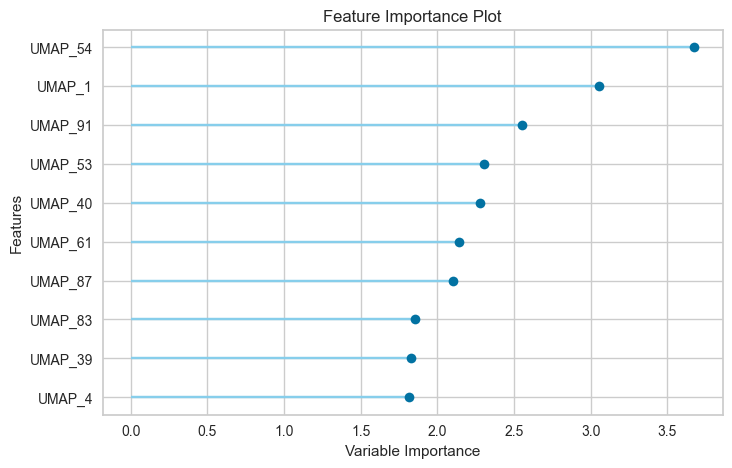 Feature Importance Plot
Features
UMAP_54
UMAP_1
UMAP_91
UMAP_53
UMAP_40
UMAP_61
UMAP_87
UMAP_83
UMAP_39
UMAP_4
0.0 0.5 1.0 1.5 2.0 2.5 3.0 3.5
Variable Importance